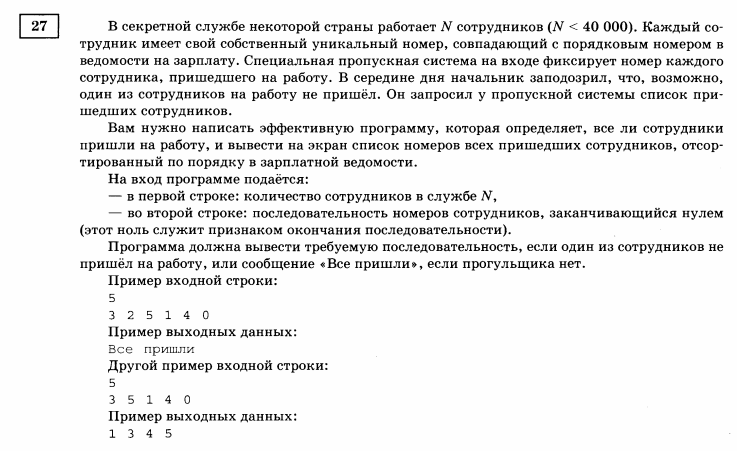 27
В секретной службе некоторой страны работает N сотрудников (N < 40 000). Каждый со-
трудник имеет свой собственный уникальный номер, совпадающий с порядковым номером в
ведомости на зарплату. Специальная пропускная система на входе фиксирует номер каждого
сотрудника, пришедшего на работу. В середине дня начальник заподозрил, что, возможно,
один из сотрудников на работу не пришёл. Он запросил у пропускной системы список при-
шедших сотрудников.
Вам нужно написать эффективную программу, которая определяет, все ли сотрудники
пришли на работу, и вывести на экран список номеров всех пришедших сотрудников, отсор-
тированный по порядку в зарплатной ведомости.
На вход программе подаётся:
— в первой строке: количество сотрудников в службе N,
— во второй строке: последовательность номеров сотрудников, заканчивающийся нулем
(этот ноль служит признаком окончания последовательности).
Программа должна вывести требуемую последовательность, если один из сотрудников не
пришёл на работу, или сообщение «Все пришли», если прогульщика нет.
Пример входной строки:
5
3 2 5 1 4 0
Пример выходных данных:
Все пришли
Другой пример входной строки:
5
3 5 1 4 0
Пример выходных данных:
1 3 4 5